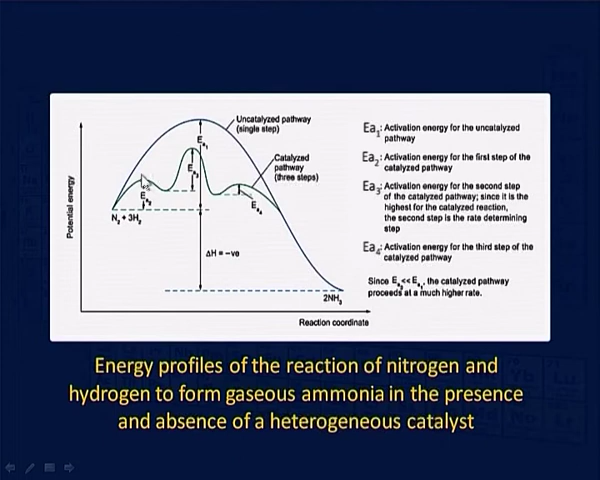 Uncatalyzed pathway
(single step)
Catalyzed
pathway
(three steps)
Potential energy
Ea₁
Ea₂
Ea₃
Ea₄
N₂ + 3H₂
ΔH = -ve
2NH₃
Reaction coordinate
Ea₁: Activation energy for the uncatalyzed
pathway
Ea₂: Activation energy for the first step of the
catalyzed pathway
Ea₃: Activation energy for the second step
of the catalyzed pathway; since it is the
highest for the catalyzed reaction,
the second step is the rate determining
step
Ea₄: Activation energy for the third step of the
catalyzed pathway
Since Ea₃<< Ea₁, the catalyzed pathway
proceeds at a much higher rate.
Energy profiles of the reaction of nitrogen and
hydrogen to form gaseous ammonia in the presence
and absence of a heterogeneous catalyst